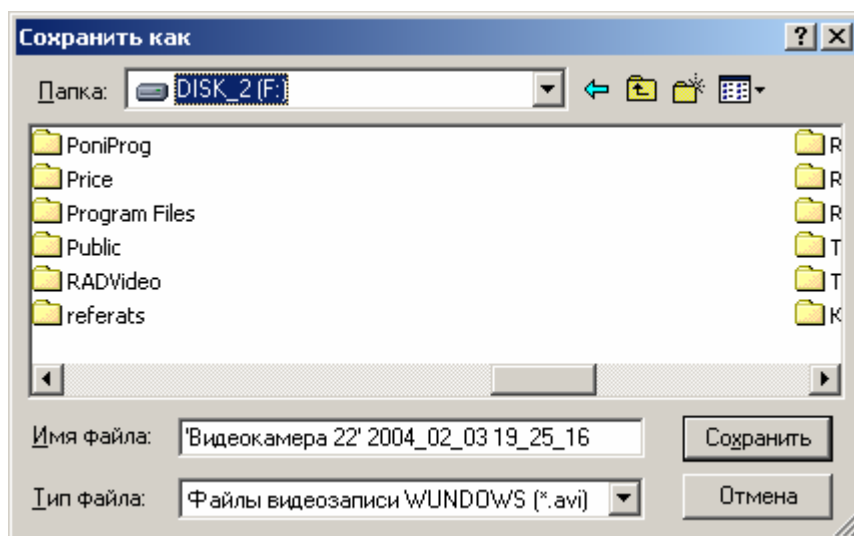 Сохранить как
Папка: DISK_2 (F:)
PoniProg
Price
Program Files
Public
RADVideo
referats
R
R
R
T
T
К
Имя файла: 'Видеокамера 22' 2004_02_03 19_25_16 Сохранить
Тип файла: Файлы видеозаписи WUNDOWS (*.avi) Отмена